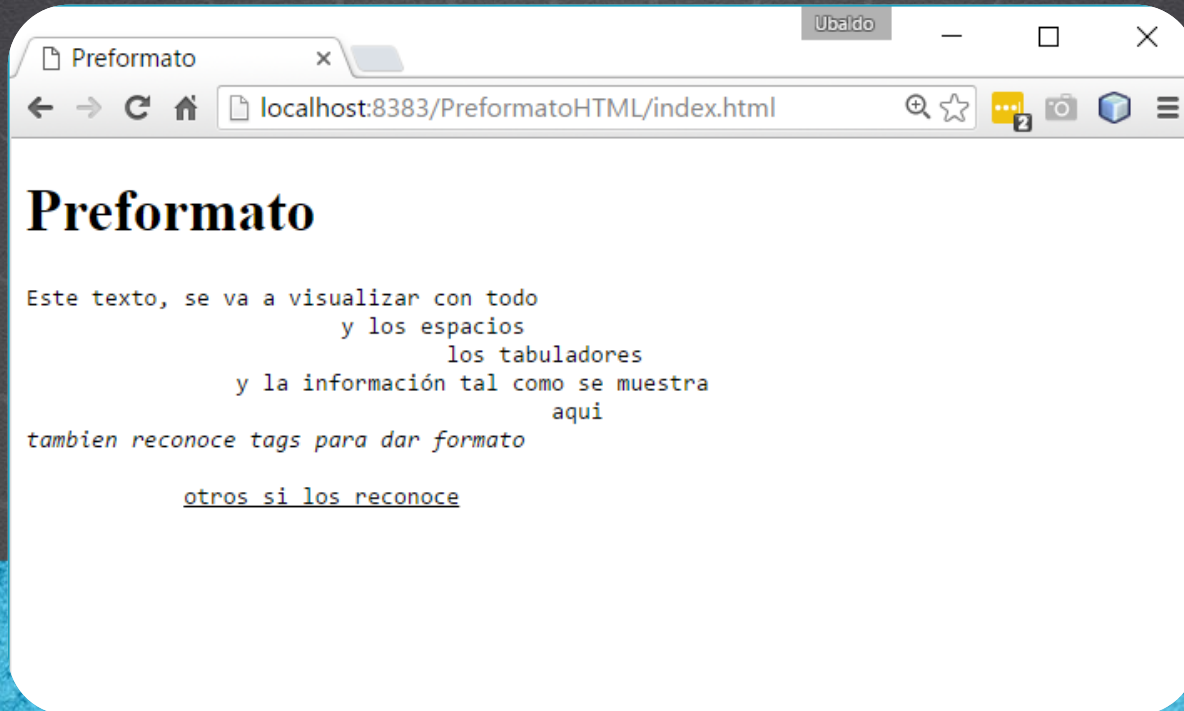 Ubaldo
Preformato
localhost:8383/PreformatoHTML/index.html
2
Preformato
Este texto, se va a visualizar con todo
y los espacios
los tabuladores
y la información tal como se muestra
aqui
tambien reconoce tags para dar formato
otros si los reconoce